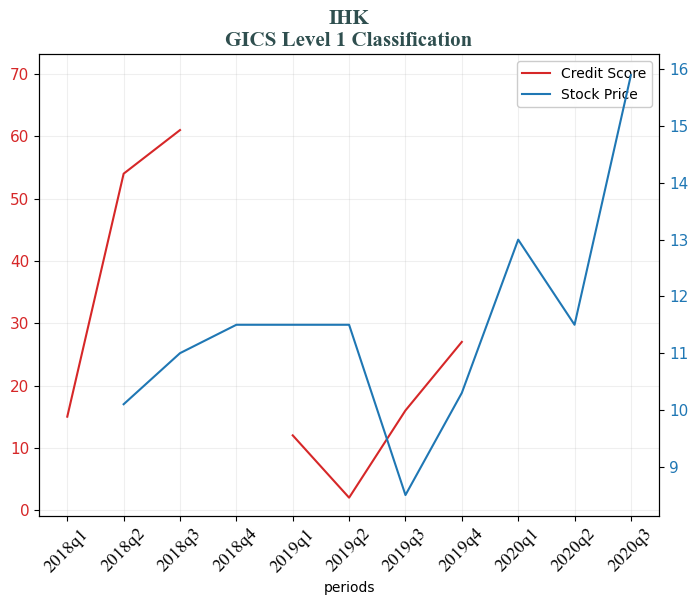 IHK
GICS Level 1 Classification
Credit Score
Stock Price
70
60
50
40
30
20
10
0
16
15
14
13
12
11
10
9
2018q1
2018q2
2018q3
2018q4
2019q1
2019q2
2019q3
2019q4
2020q1
2020q2
2020q3
periods